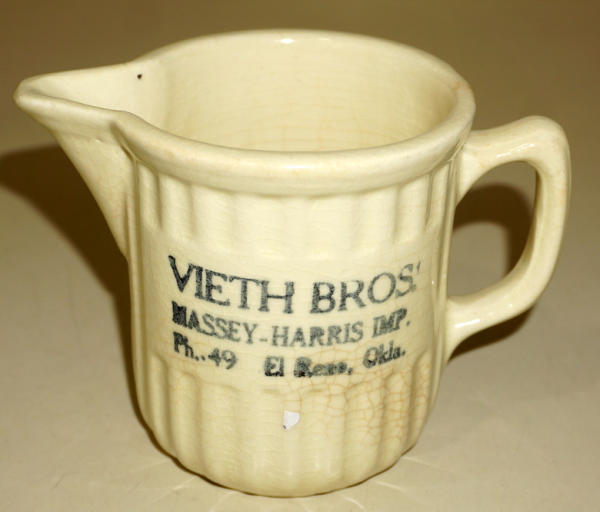 VIETH BROS.
MASSEY-HARRIS IMP.
Ph. 49 El Reno, Okla.